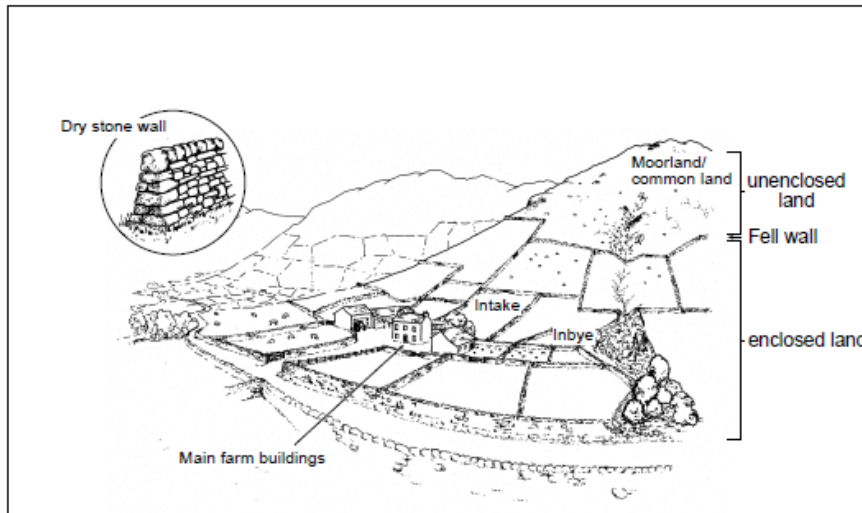 Dry stone wall
Moorland/
common land
unenclosed
land
Fell wall
Intake
Inbye
enclosed land
Main farm buildings